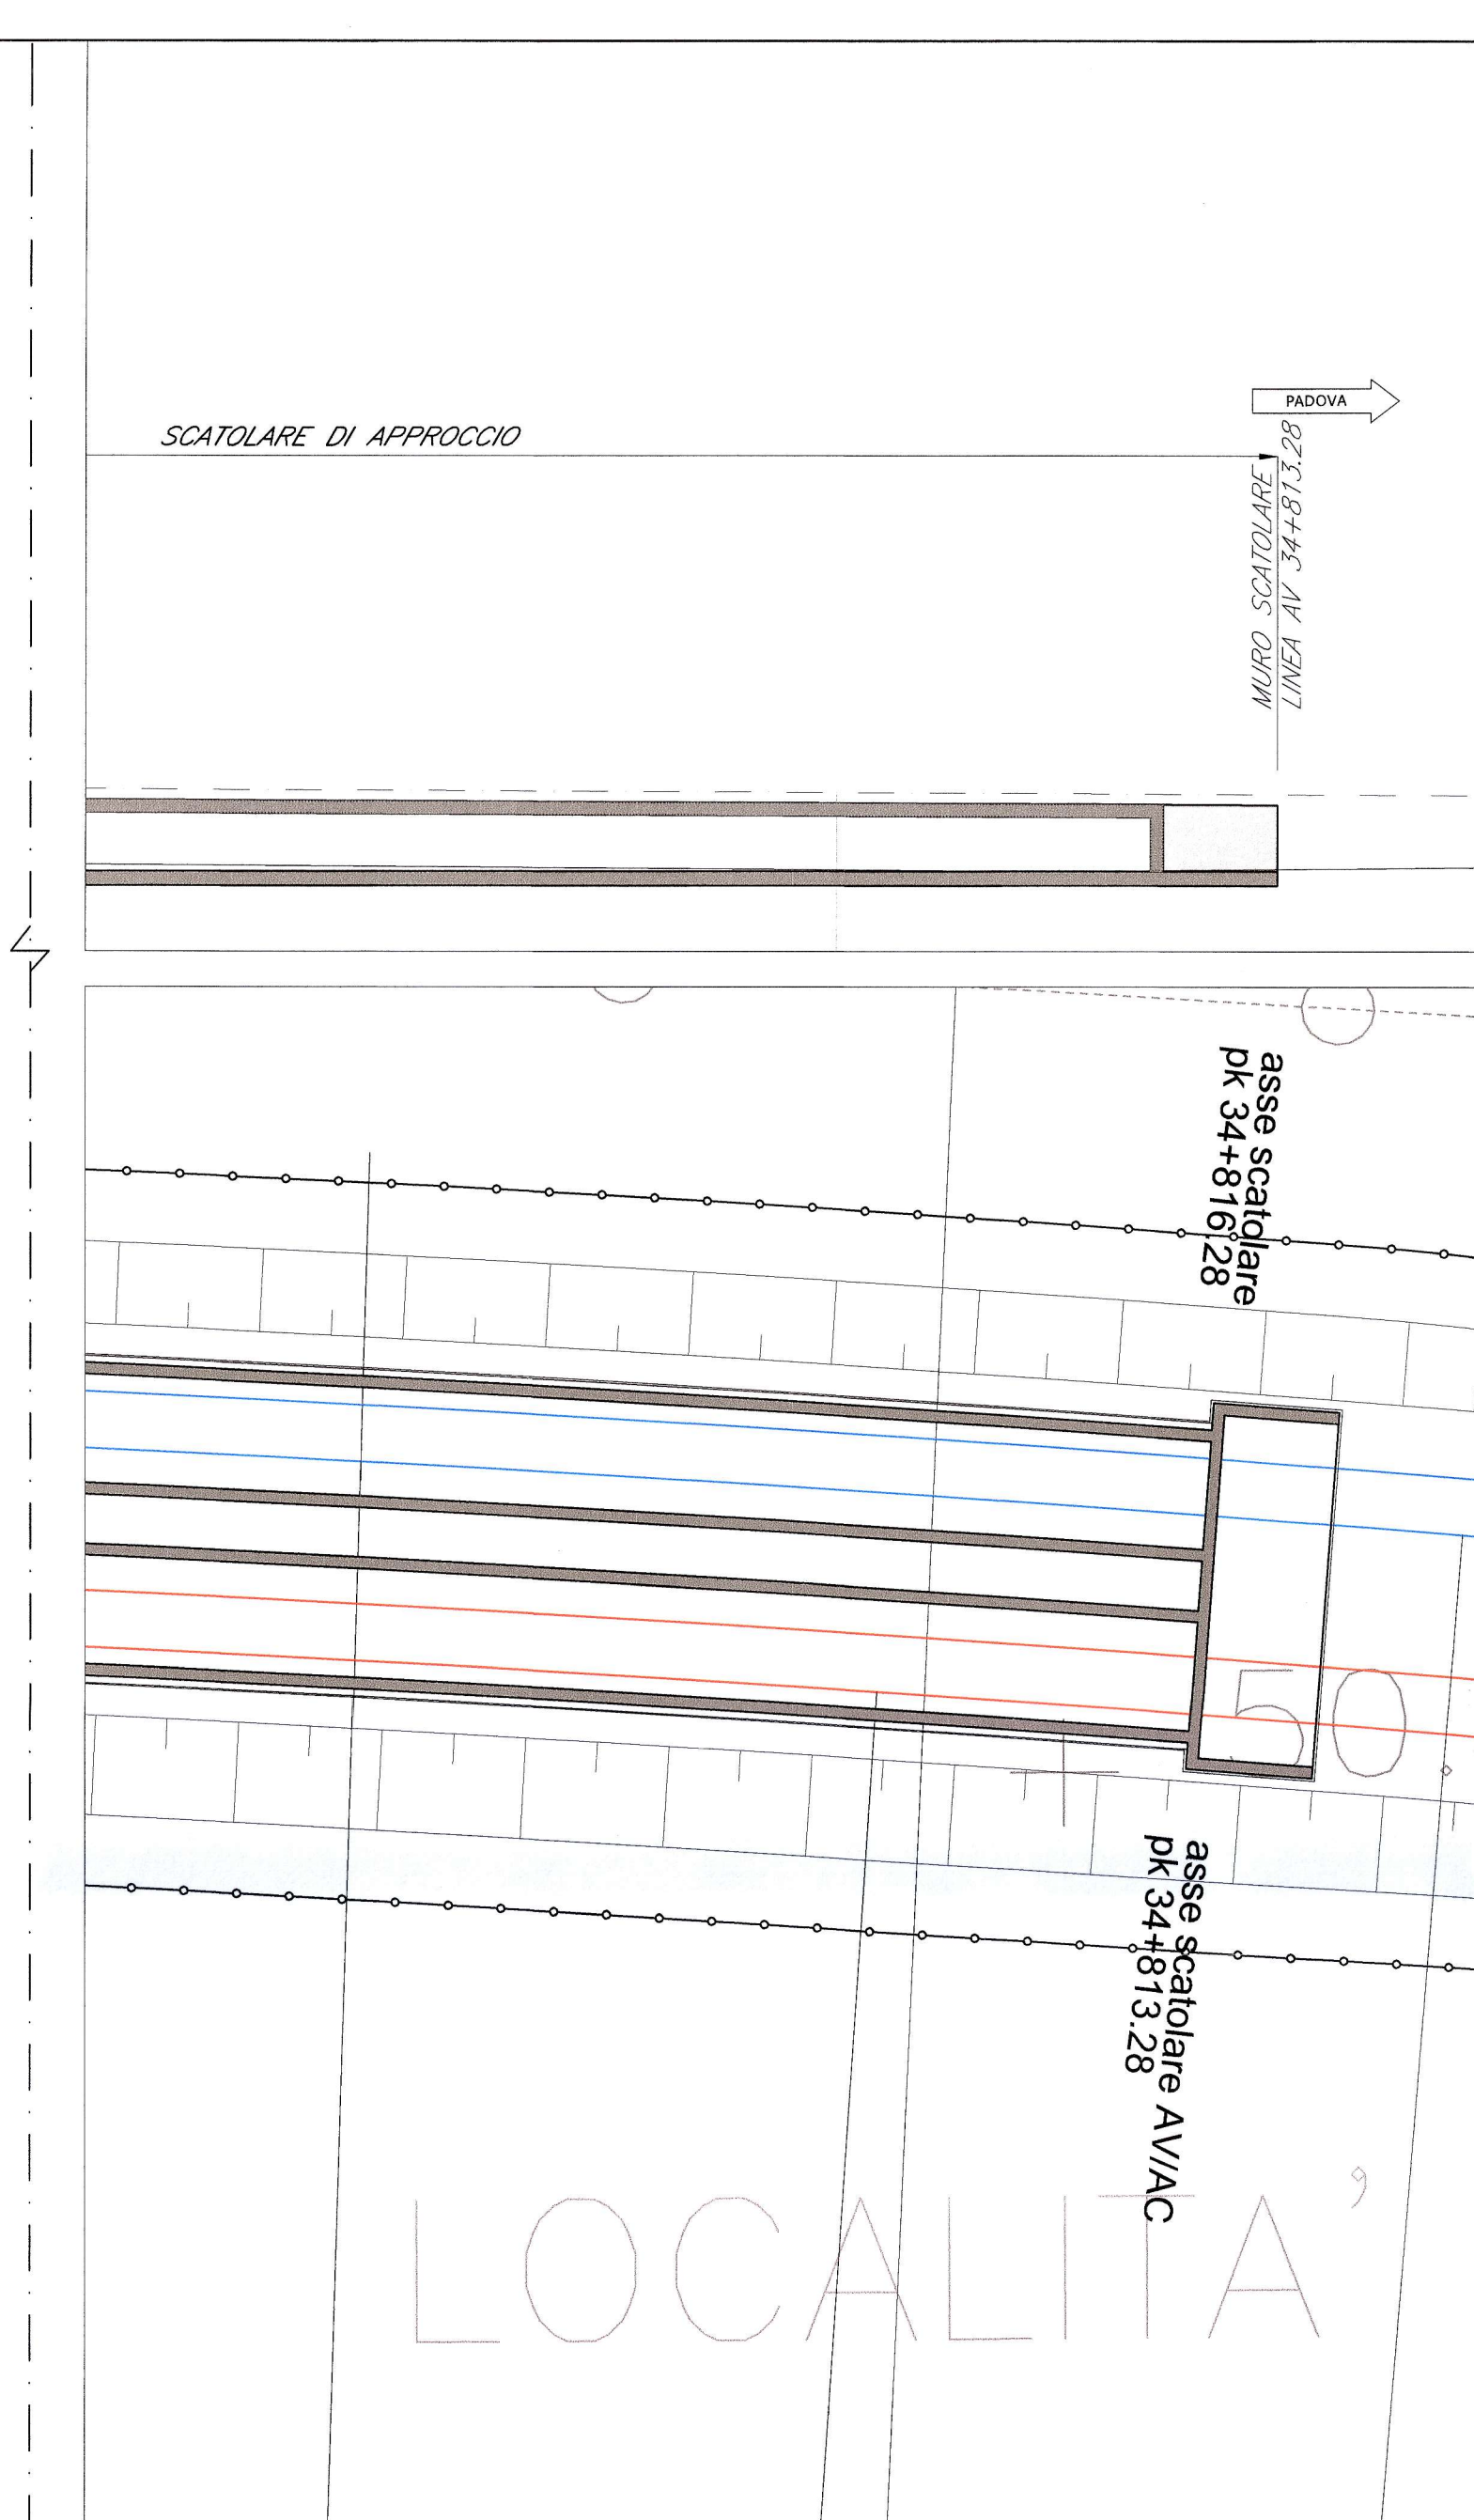 PADOVA
SCATOLARE DI APPROCCIO
MURO SCATOLARE
LINEA AV 34+813.28
asse scatolare
pk 34+816.28
50.
asse scatolare AV/AC
pk 34+813.28
LOCALITA'